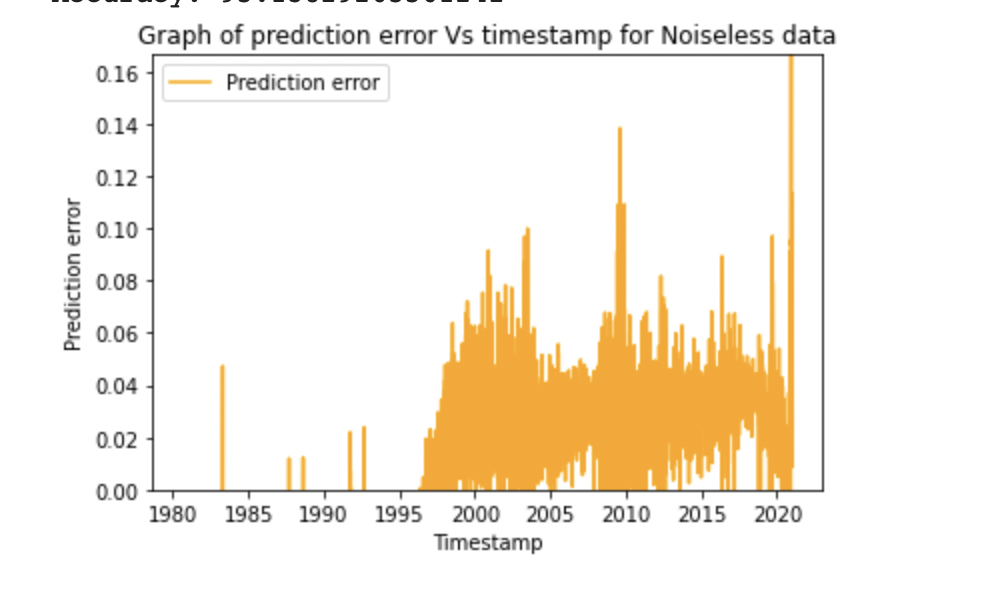 Graph of prediction error Vs timestamp for Noiseless data
Prediction error
Prediction error
0.16
0.14
0.12
0.10
0.08
0.06
0.04
0.02
0.00
1980 1985 1990 1995 2000 2005 2010 2015 2020
Timestamp